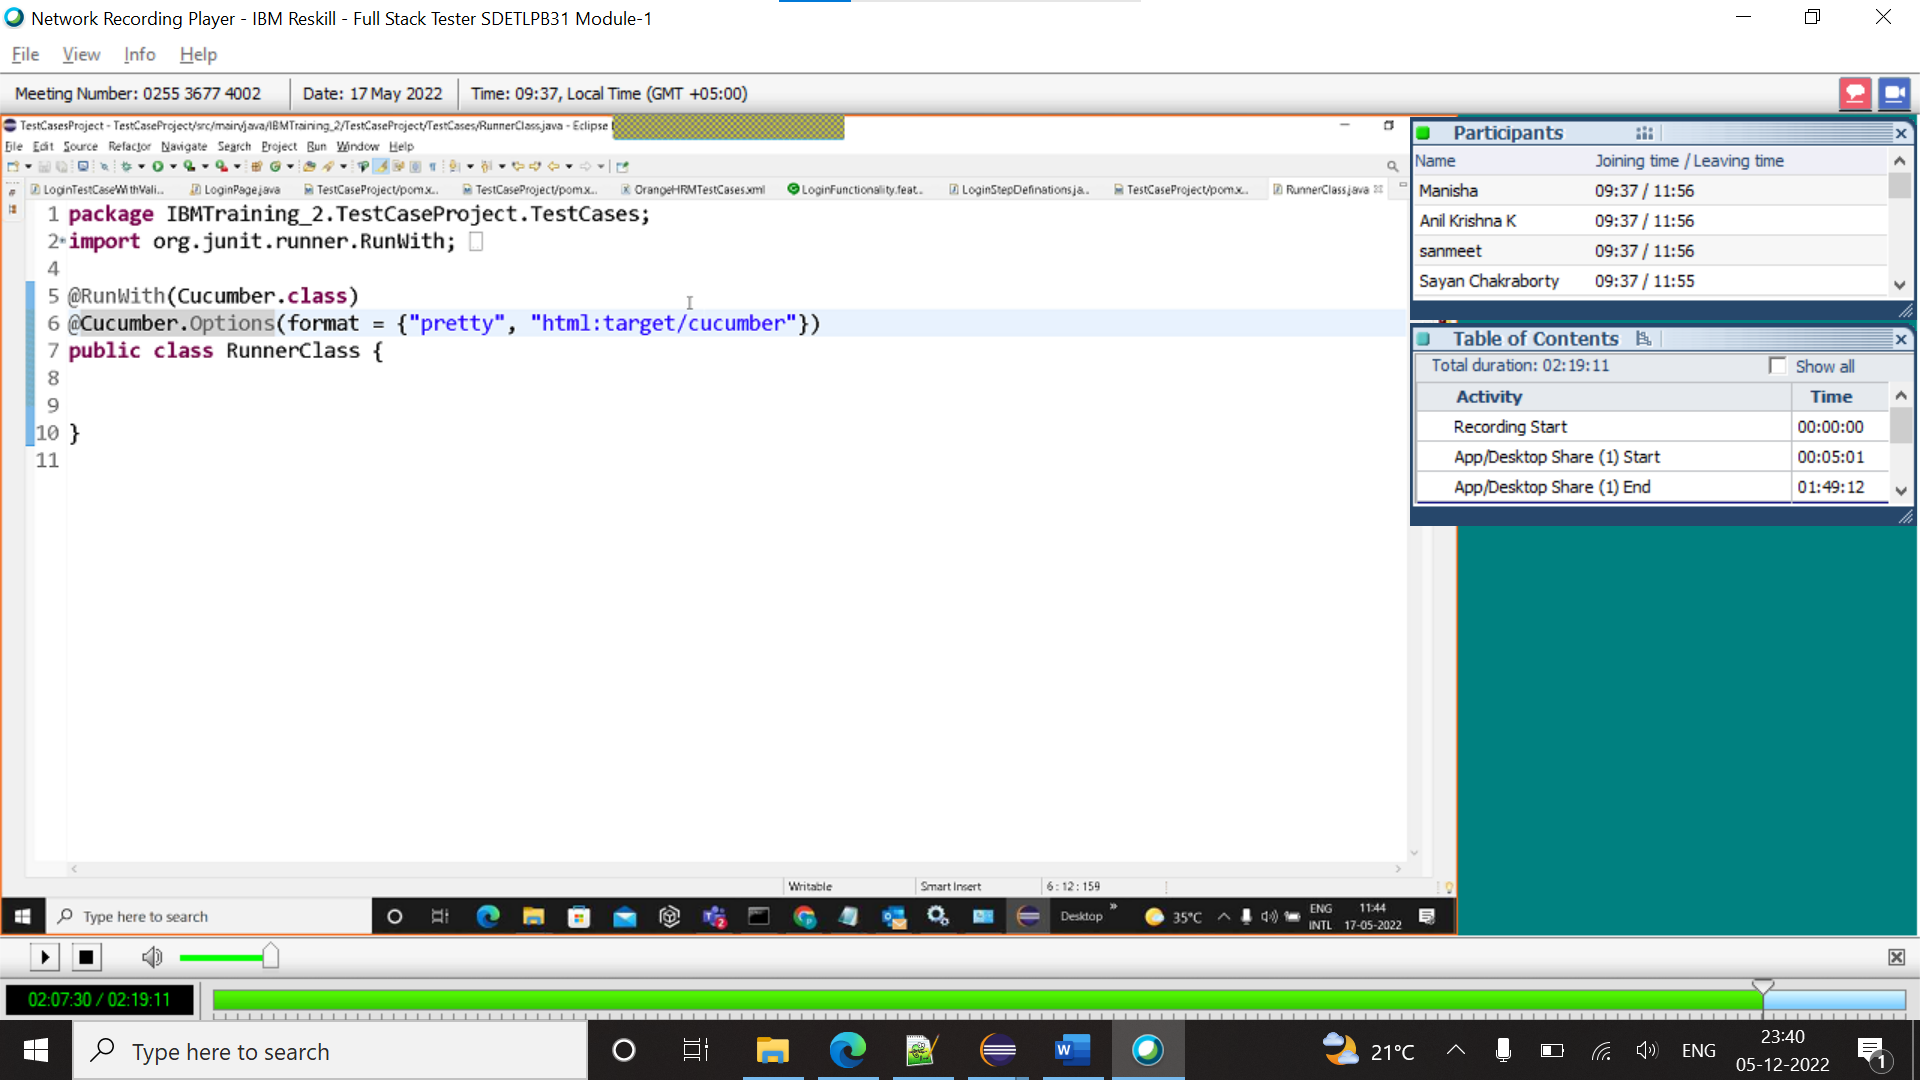 Network Recording Player - IBM Reskill - Full Stack Tester SDETLPB31 Module-1
File View Info Help
Meeting Number: 0255 3677 4002 Date: 17 May 2022 Time: 09:37, Local Time (GMT +05:00)
TestCasesProject - TestCaseProject/src/main/java/IBMTraining_2/TestCaseProject/TestCases/RunnerClass.java - Eclipse
File Edit Source Refactor Navigate Search Project Run Window Help
LoginTestCaseWithVali... LoginPage.java TestCaseProject/pom.x... TestCaseProject/pom.x... OrangeHRMTestCases.xml LoginFunctionality.feat... LoginStepDefinations.ja... TestCaseProject/pom.x... RunnerClass.java
1 package IBMTraining_2.TestCaseProject.TestCases;
2 import org.junit.runner.RunWith;
4
5 @RunWith(Cucumber.class)
6 @Cucumber.Options(format = {"pretty", "html:target/cucumber"})
7 public class RunnerClass {
8
9
10 }
11
Writable Smart Insert 6 : 12 : 159
Type here to search Desktop 35°C ENG INTL 11:44 17-05-2022
Participants
Name Joining time / Leaving time
Manisha 09:37 / 11:56
Anil Krishna K 09:37 / 11:56
sanmeet 09:37 / 11:56
Sayan Chakraborty 09:37 / 11:55
Table of Contents
Total duration: 02:19:11 Show all
Activity Time
Recording Start 00:00:00
App/Desktop Share (1) Start 00:05:01
App/Desktop Share (1) End 01:49:12
02:07:30 / 02:19:11
Type here to search 21°C ENG 23:40
05-12-2022 1